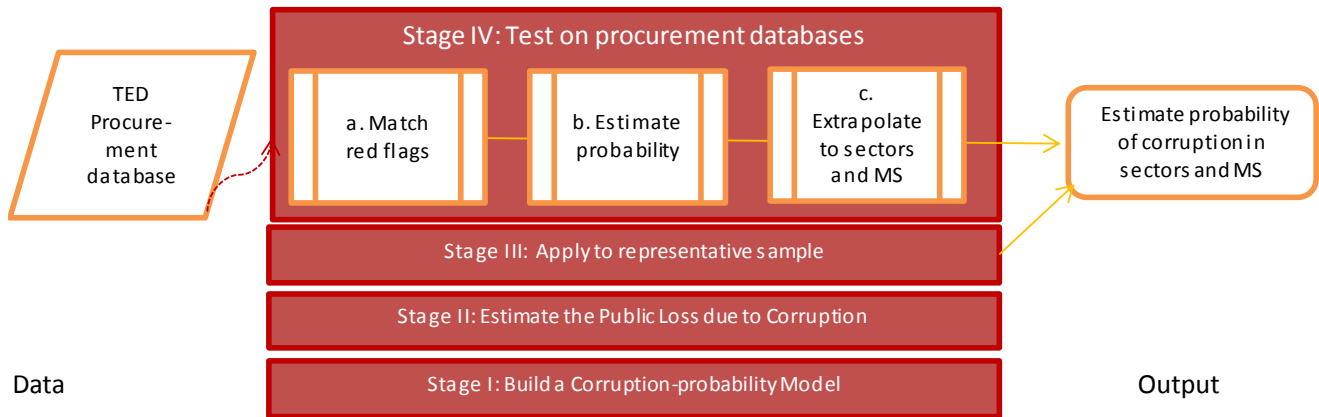 Stage IV: Test on procurement databases
TED
Procure-
ment
database
a. Match
red flags
b. Estimate
probability
c.
Extrapolate
to sectors
and MS
Estimate probability
of corruption in
sectors and MS
Stage III: Apply to representative sample
Stage II: Estimate the Public Loss due to Corruption
Stage I: Build a Corruption-probability Model
Data
Output